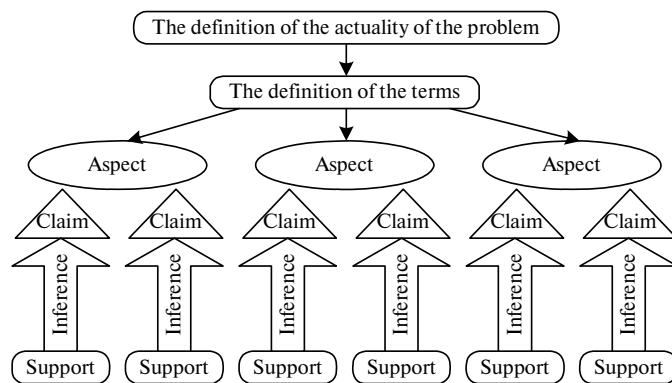 The definition of the actuality of the problem
The definition of the terms
Aspect Aspect Aspect
Claim Claim Claim Claim Claim Claim
Inference Inference Inference Inference Inference Inference
Support Support Support Support Support Support